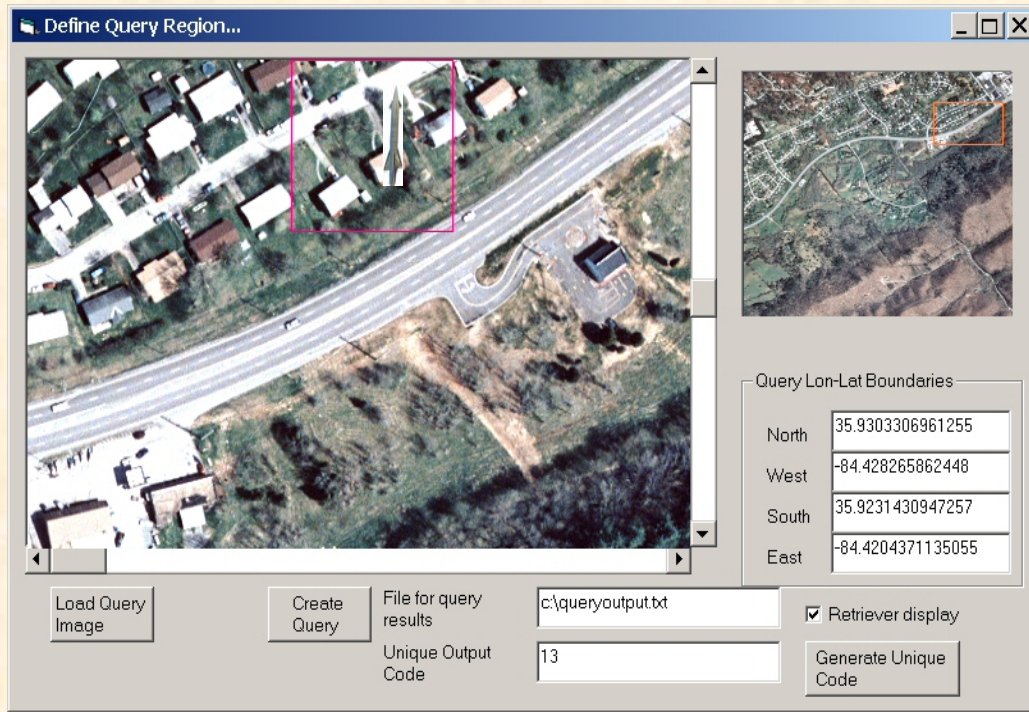 Define Query Region...
Query Lon-Lat Boundaries
North 35.9303306961255
West -84.428265862448
South 35.9231430947257
East -84.4204371135055
Load Query
Image
Create
Query
File for query
results
c:\queryoutput.txt
Retriever display
Unique Output
Code
13
Generate Unique
Code